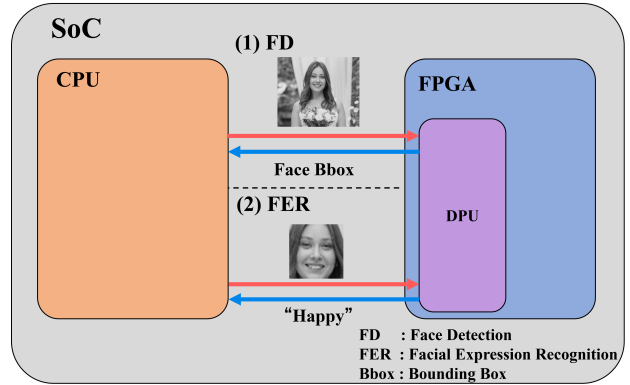 SoC
(1) FD
CPU
FPGA
Face Bbox
(2) FER
DPU
“Happy”
FD : Face Detection
FER : Facial Expression Recognition
Bbox : Bounding Box